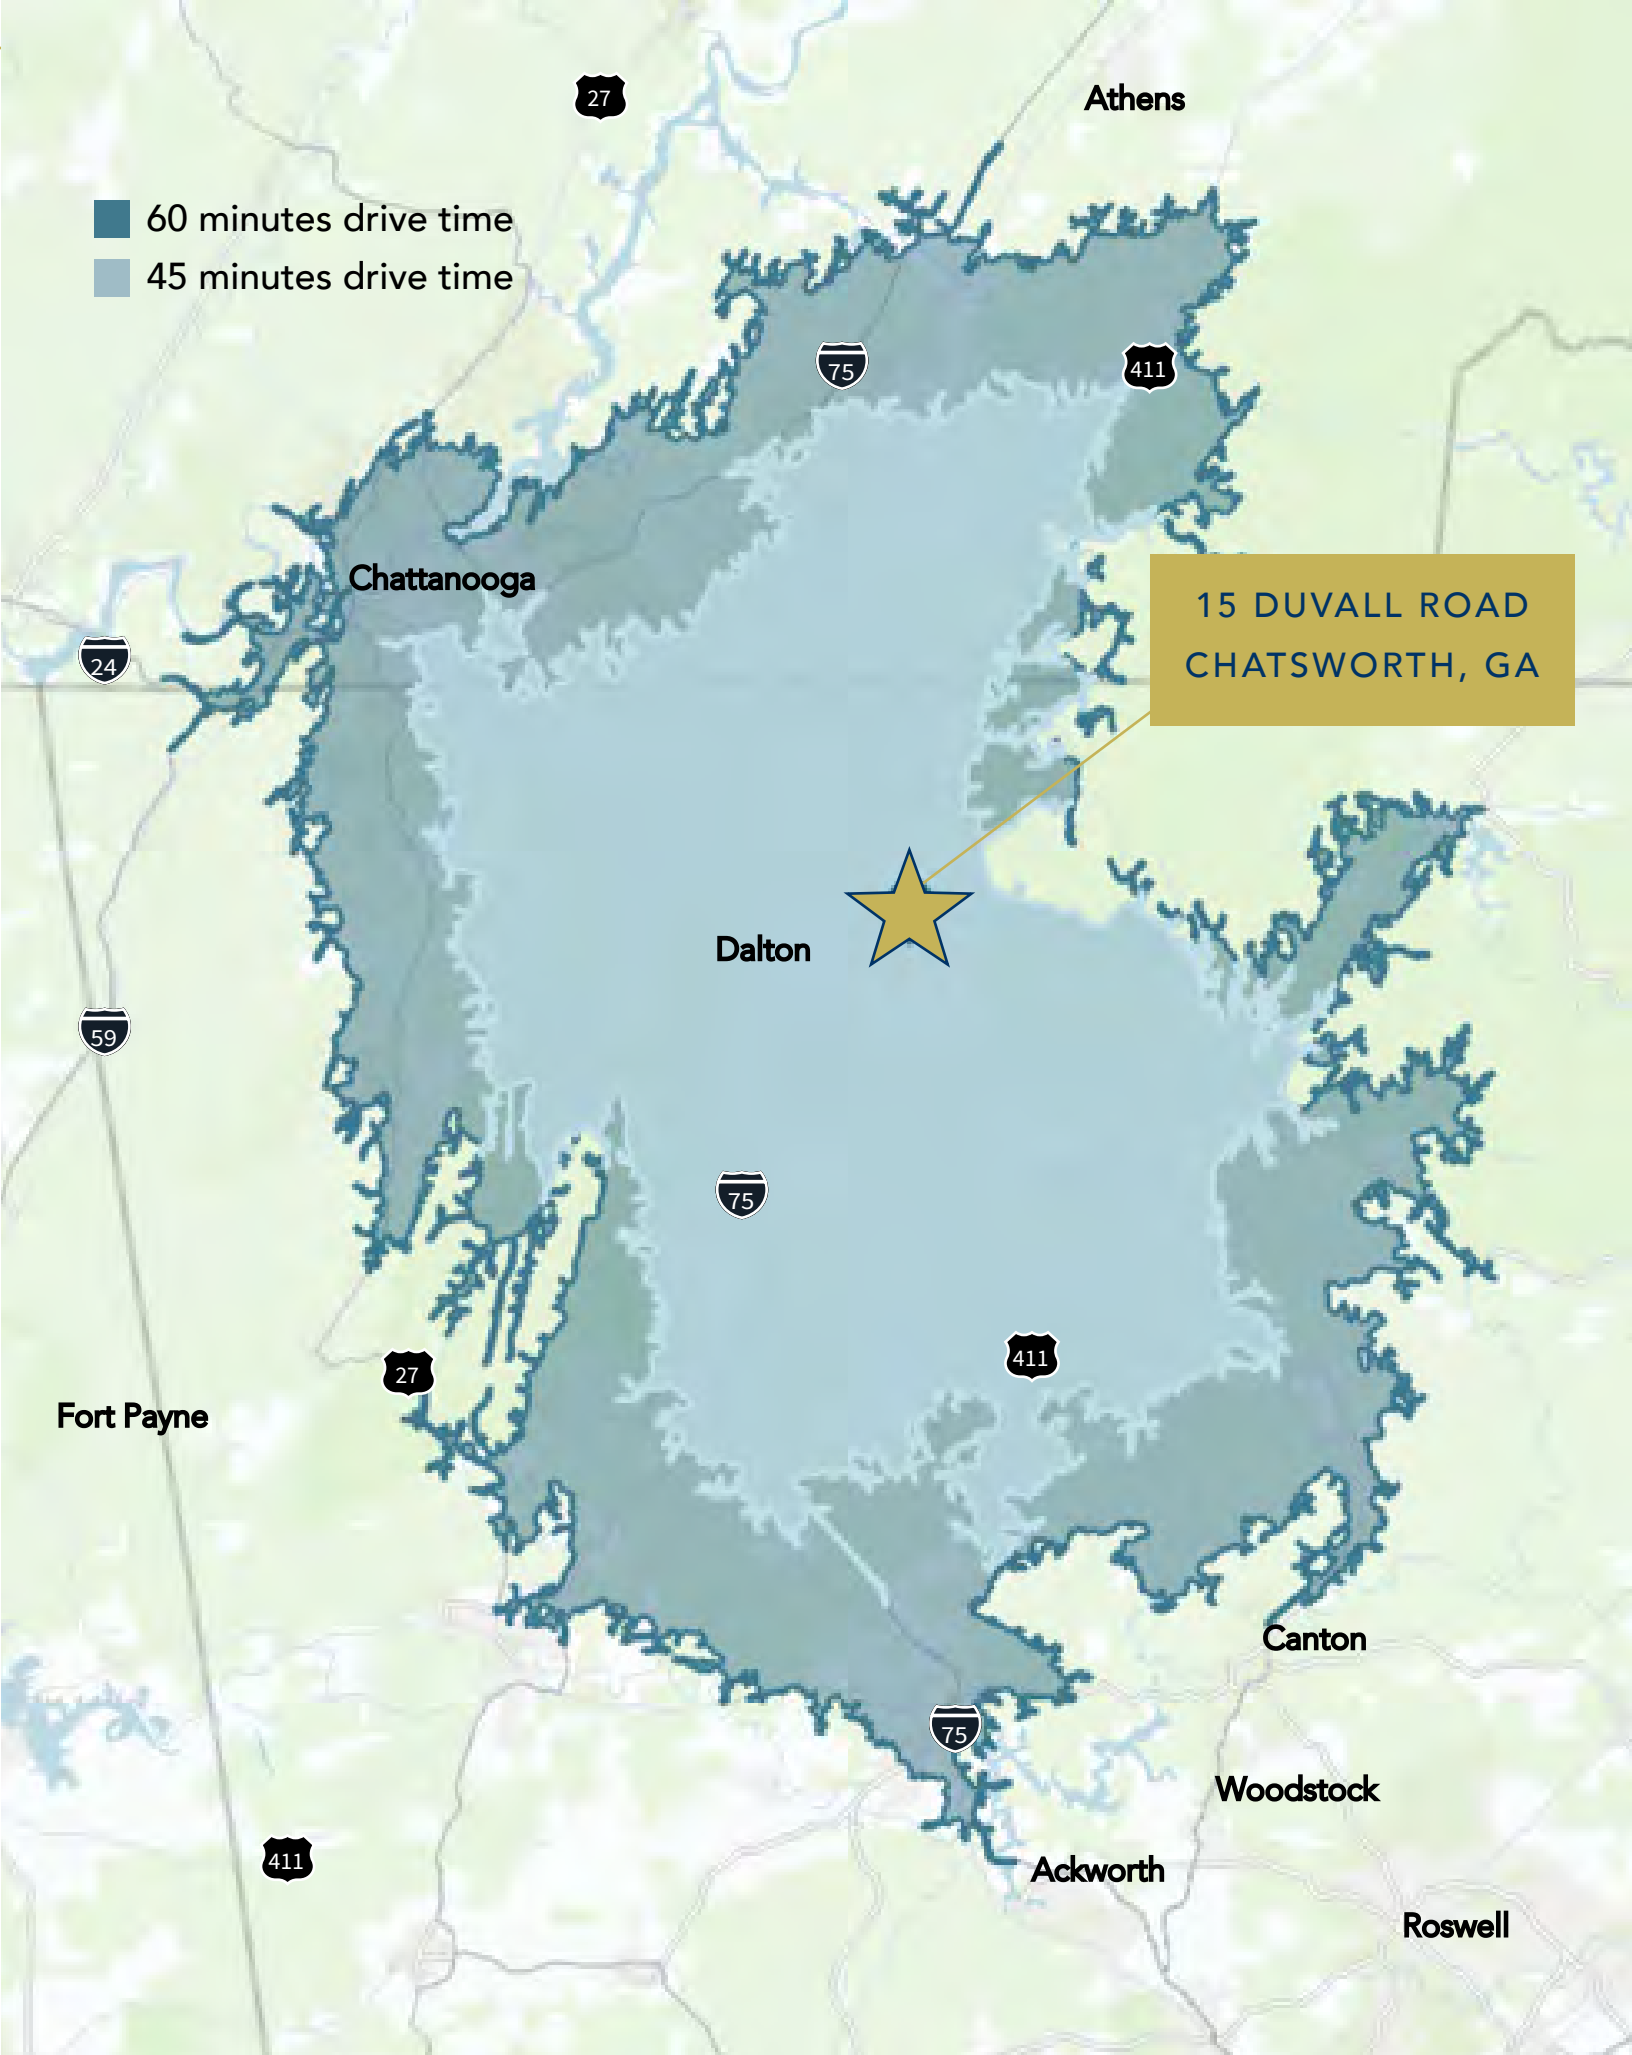 27
Athens
60 minutes drive time
45 minutes drive time
75
411
Chattanooga
15 DUVALL ROAD
CHATSWORTH, GA
24
Dalton
59
75
411
27
Fort Payne
Canton
75
Woodstock
411
Ackworth
Roswell